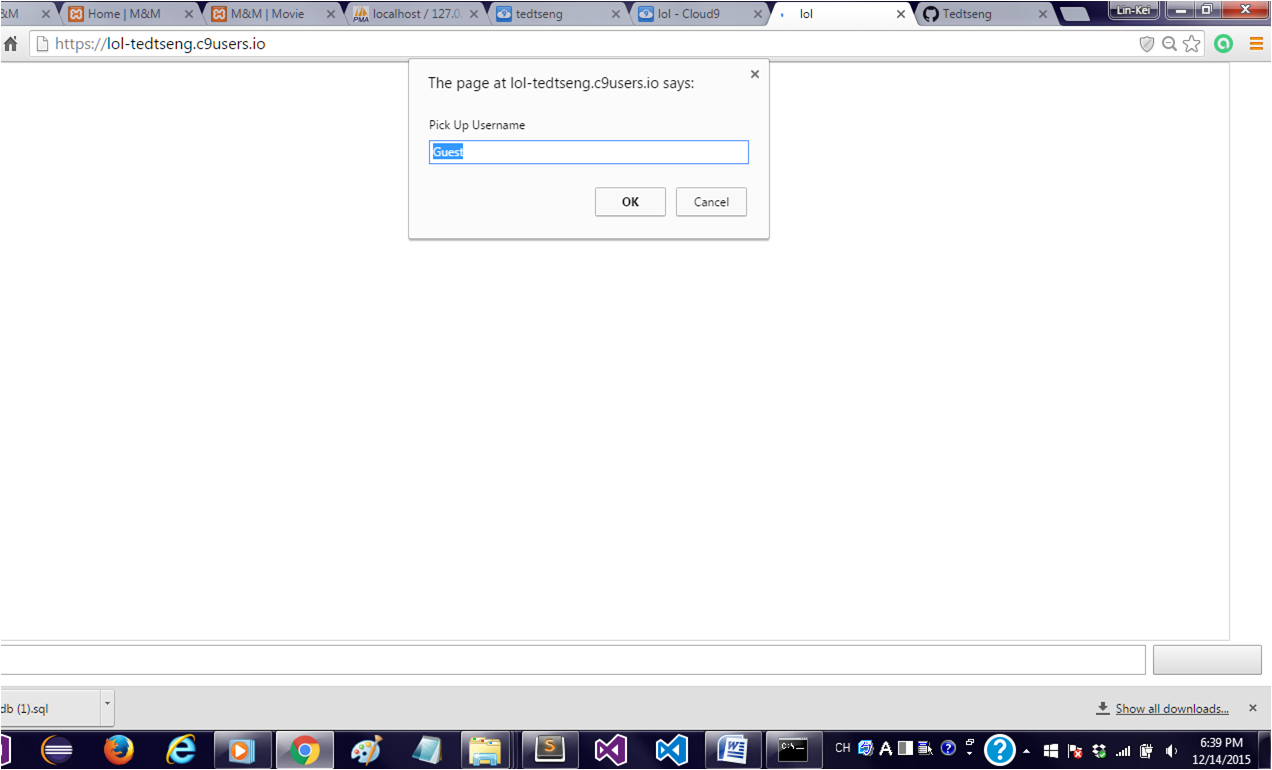 &M
Home | M&M
M&M | Movie
localhost / 127.0.
tedtseng
lol - Cloud9
lol
Tedtseng
Lin-Kei
https://lol-tedtseng.c9users.io
The page at lol-tedtseng.c9users.io says:
Pick Up Username
Guest
OK
Cancel
db (1).sql
Show all downloads...
CH
6:39 PM
12/14/2015